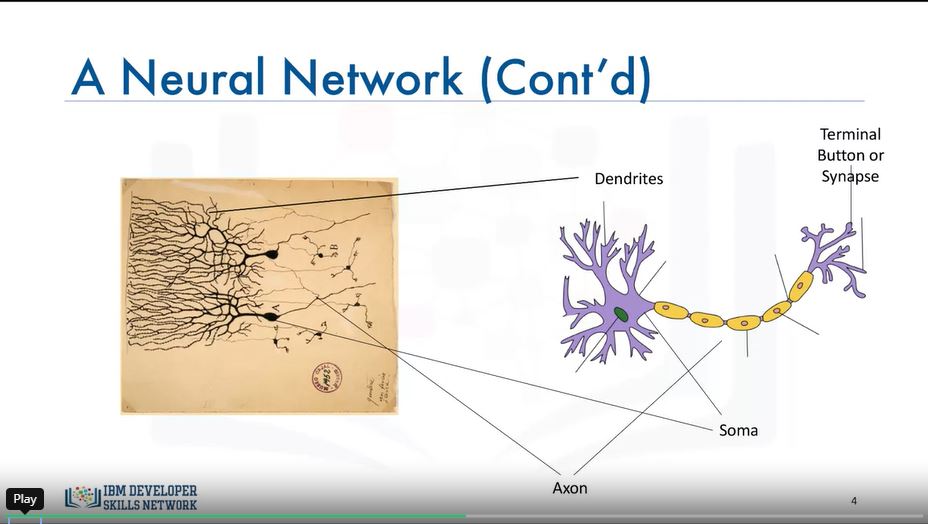 A Neural Network (Cont'd)
Terminal
Button or
Synapse
Dendrites
Soma
Axon
Play
IBM DEVELOPER
SKILLS NETWORK
4